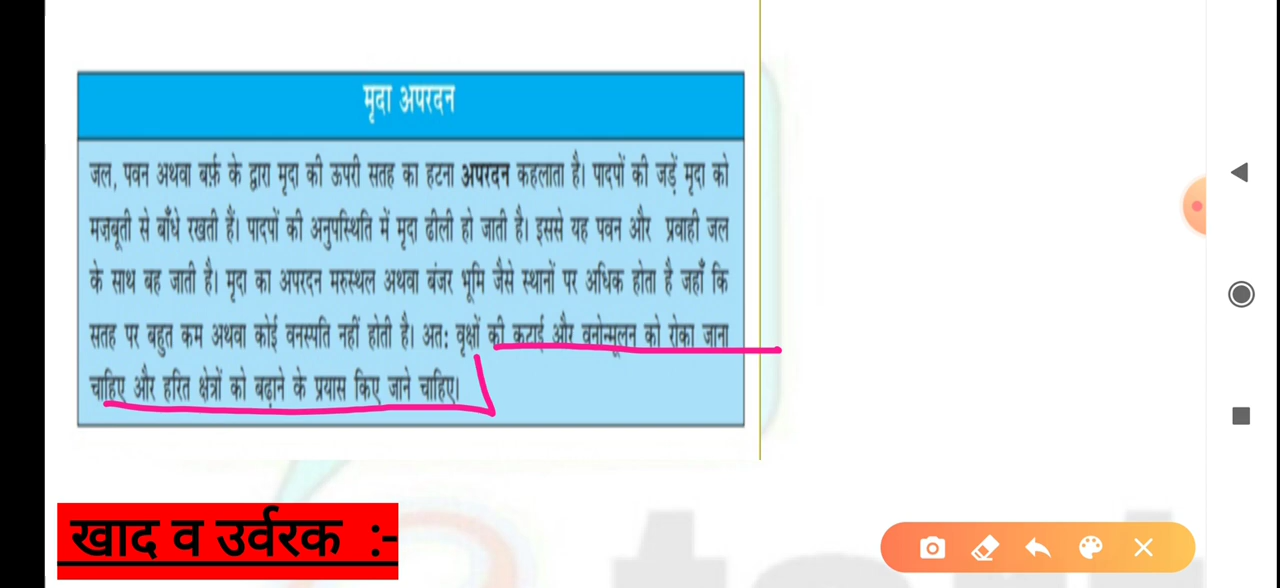 मृदा अपरदन
जल, पवन अथवा बर्फ़ के द्वारा मृदा की ऊपरी सतह का हटना अपरदन कहलाता है। पादपों की जड़ें मृदा को
मज़बूती से बाँधे रखती हैं। पादपों की अनुपस्थिति में मृदा ढीली हो जाती है। इससे यह पवन और प्रवाही जल
के साथ बह जाती है। मृदा का अपरदन मरुस्थल अथवा बंजर भूमि जैसे स्थानों पर अधिक होता है जहाँ कि
सतह पर बहुत कम अथवा कोई वनस्पति नहीं होती है। अत: वृक्षों की कटाई और वनोन्मूलन को रोका जाना
चाहिए और हरित क्षेत्रों को बढ़ाने के प्रयास किए जाने चाहिए।
खाद व उर्वरक :-